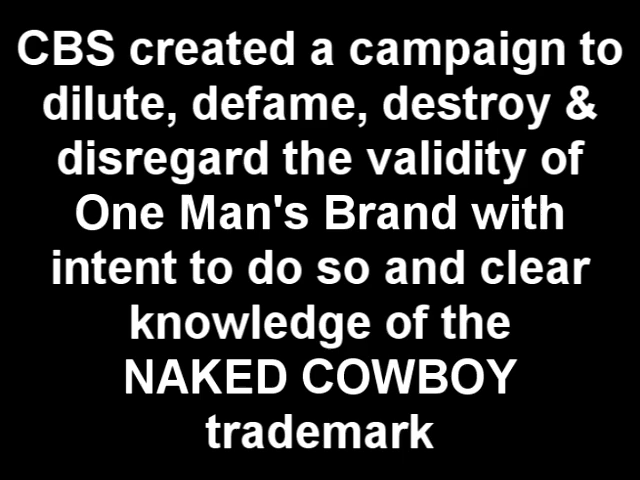 CBS created a campaign to
dilute, defame, destroy &
disregard the validity of
One Man's Brand with
intent to do so and clear
knowledge of the
NAKED COWBOY
trademark